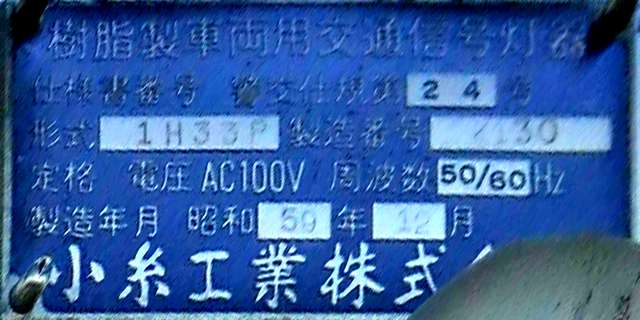 樹脂製車両用交通信号灯器
仕様書番号 警交仕規第 24 号
形式 1H33P 製造番号 7130
定格 電圧 AC100V 周波数 50/60 Hz
製造年月 昭和 59 年 12 月
小糸工業株式